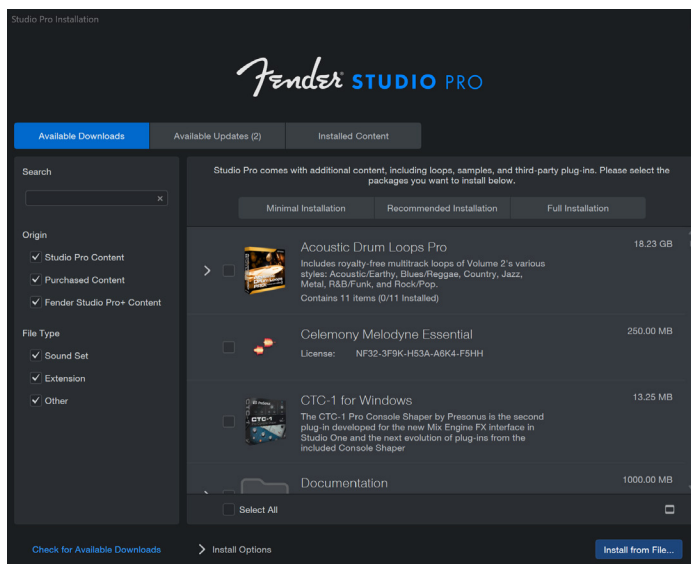 Studio Pro Installation
Fender STUDIO PRO
Available Downloads
Available Updates (2)
Installed Content
Search
Studio Pro comes with additional content, including loops, samples, and third-party plug-ins. Please select the
packages you want to install below.
Minimal Installation
Recommended Installation
Full Installation
Origin
Studio Pro Content
Purchased Content
Fender Studio Pro+ Content
File Type
Sound Set
Extension
Other
Acoustic Drum Loops Pro
18.23 GB
Includes royalty-free multitrack loops of Volume 2's various
styles: Acoustic/Earthy, Blues/Reggae, Country, Jazz,
Metal, R&B/Funk, and Rock/Pop.
Contains 11 items (0/11 Installed)
Celemony Melodyne Essential
250.00 MB
License: NF32-3F9K-H53A-A6K4-F5HH
CTC-1 for Windows
13.25 MB
CTC-1
The CTC-1 Pro Console Shaper by Presonus is the second
plug-in developed for the new Mix Engine FX interface in
Studio One and the next evolution of plug-ins from the
included Console Shaper
Documentation
1000.00 MB
Select All
Check for Available Downloads
Install Options
Install from File...